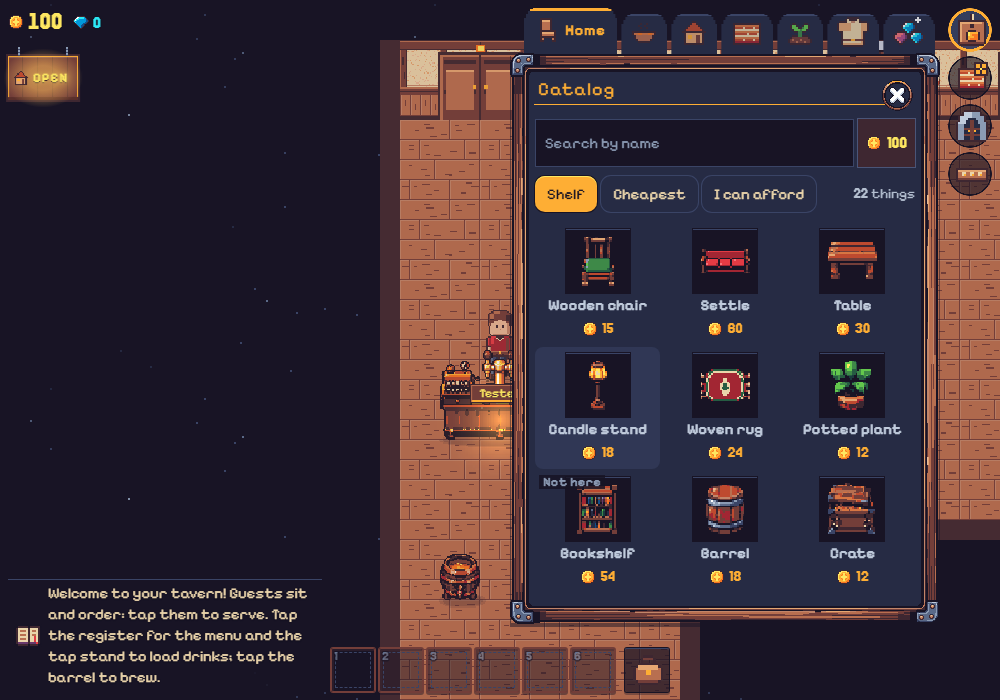 100 0
OPEN
Home
Catalog
Search by name
100
Shelf
Cheapest
I can afford
22 things
Wooden chair
15
Settle
60
Table
30
Candle stand
18
Woven rug
24
Potted plant
12
Not here
Bookshelf
54
Barrel
18
Crate
12
Teste
Welcome to your tavern! Guests sit
and order: tap them to serve. Tap
the register for the menu and the
tap stand to load drinks; tap the
barrel to brew.
1 2 3 4 5 6